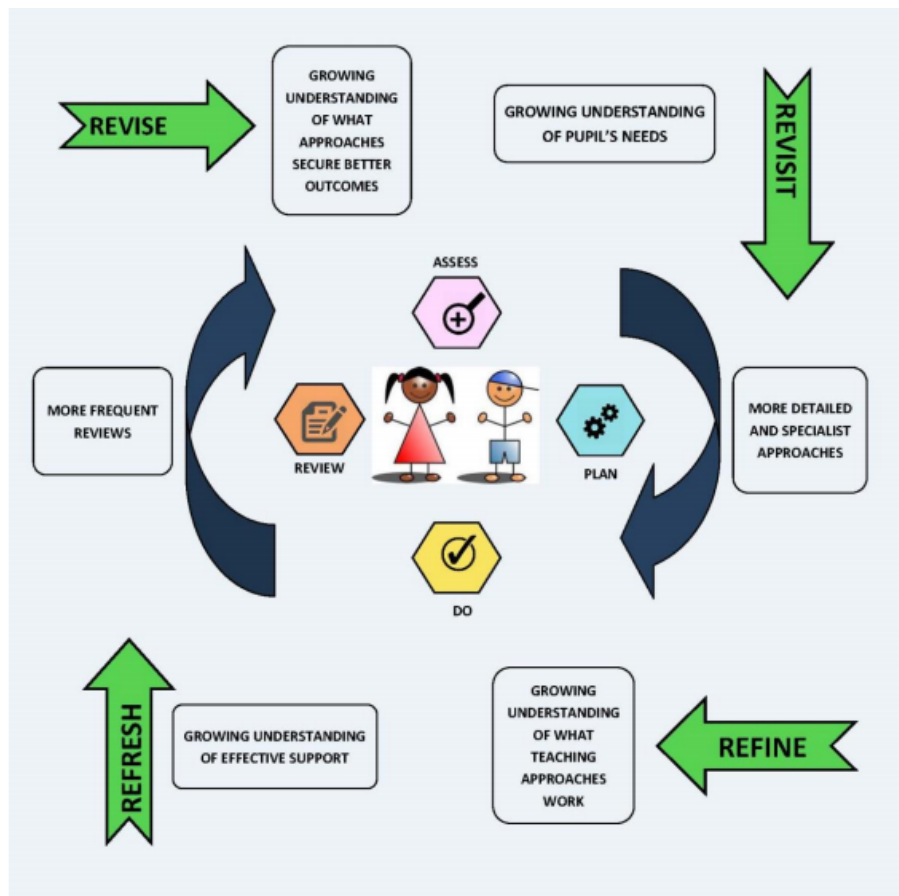 REVISE
GROWING
UNDERSTANDING
OF WHAT
APPROACHES
SECURE BETTER
OUTCOMES
GROWING UNDERSTANDING
OF PUPIL'S NEEDS
REVISIT
ASSESS
MORE FREQUENT
REVIEWS
REVIEW
PLAN
MORE DETAILED
AND SPECIALIST
APPROACHES
DO
REFRESH
GROWING UNDERSTANDING
OF EFFECTIVE SUPPORT
GROWING
UNDERSTANDING
OF WHAT
TEACHING
APPROACHES
WORK
REFINE